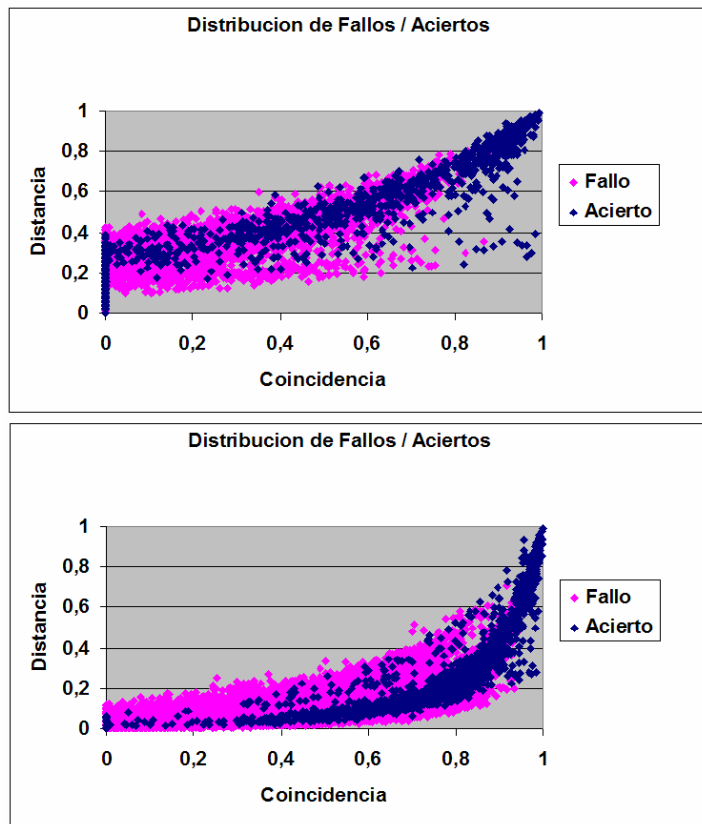 Distribucion de Fallos / Aciertos
1
0,8
0,6
0,4
0,2
0
Distancia
0 0,2 0,4 0,6 0,8 1
Coincidencia
Fallo
Acierto
Distribucion de Fallos / Aciertos
1
0,8
0,6
0,4
0,2
0
Distancia
0 0,2 0,4 0,6 0,8 1
Coincidencia
Fallo
Acierto